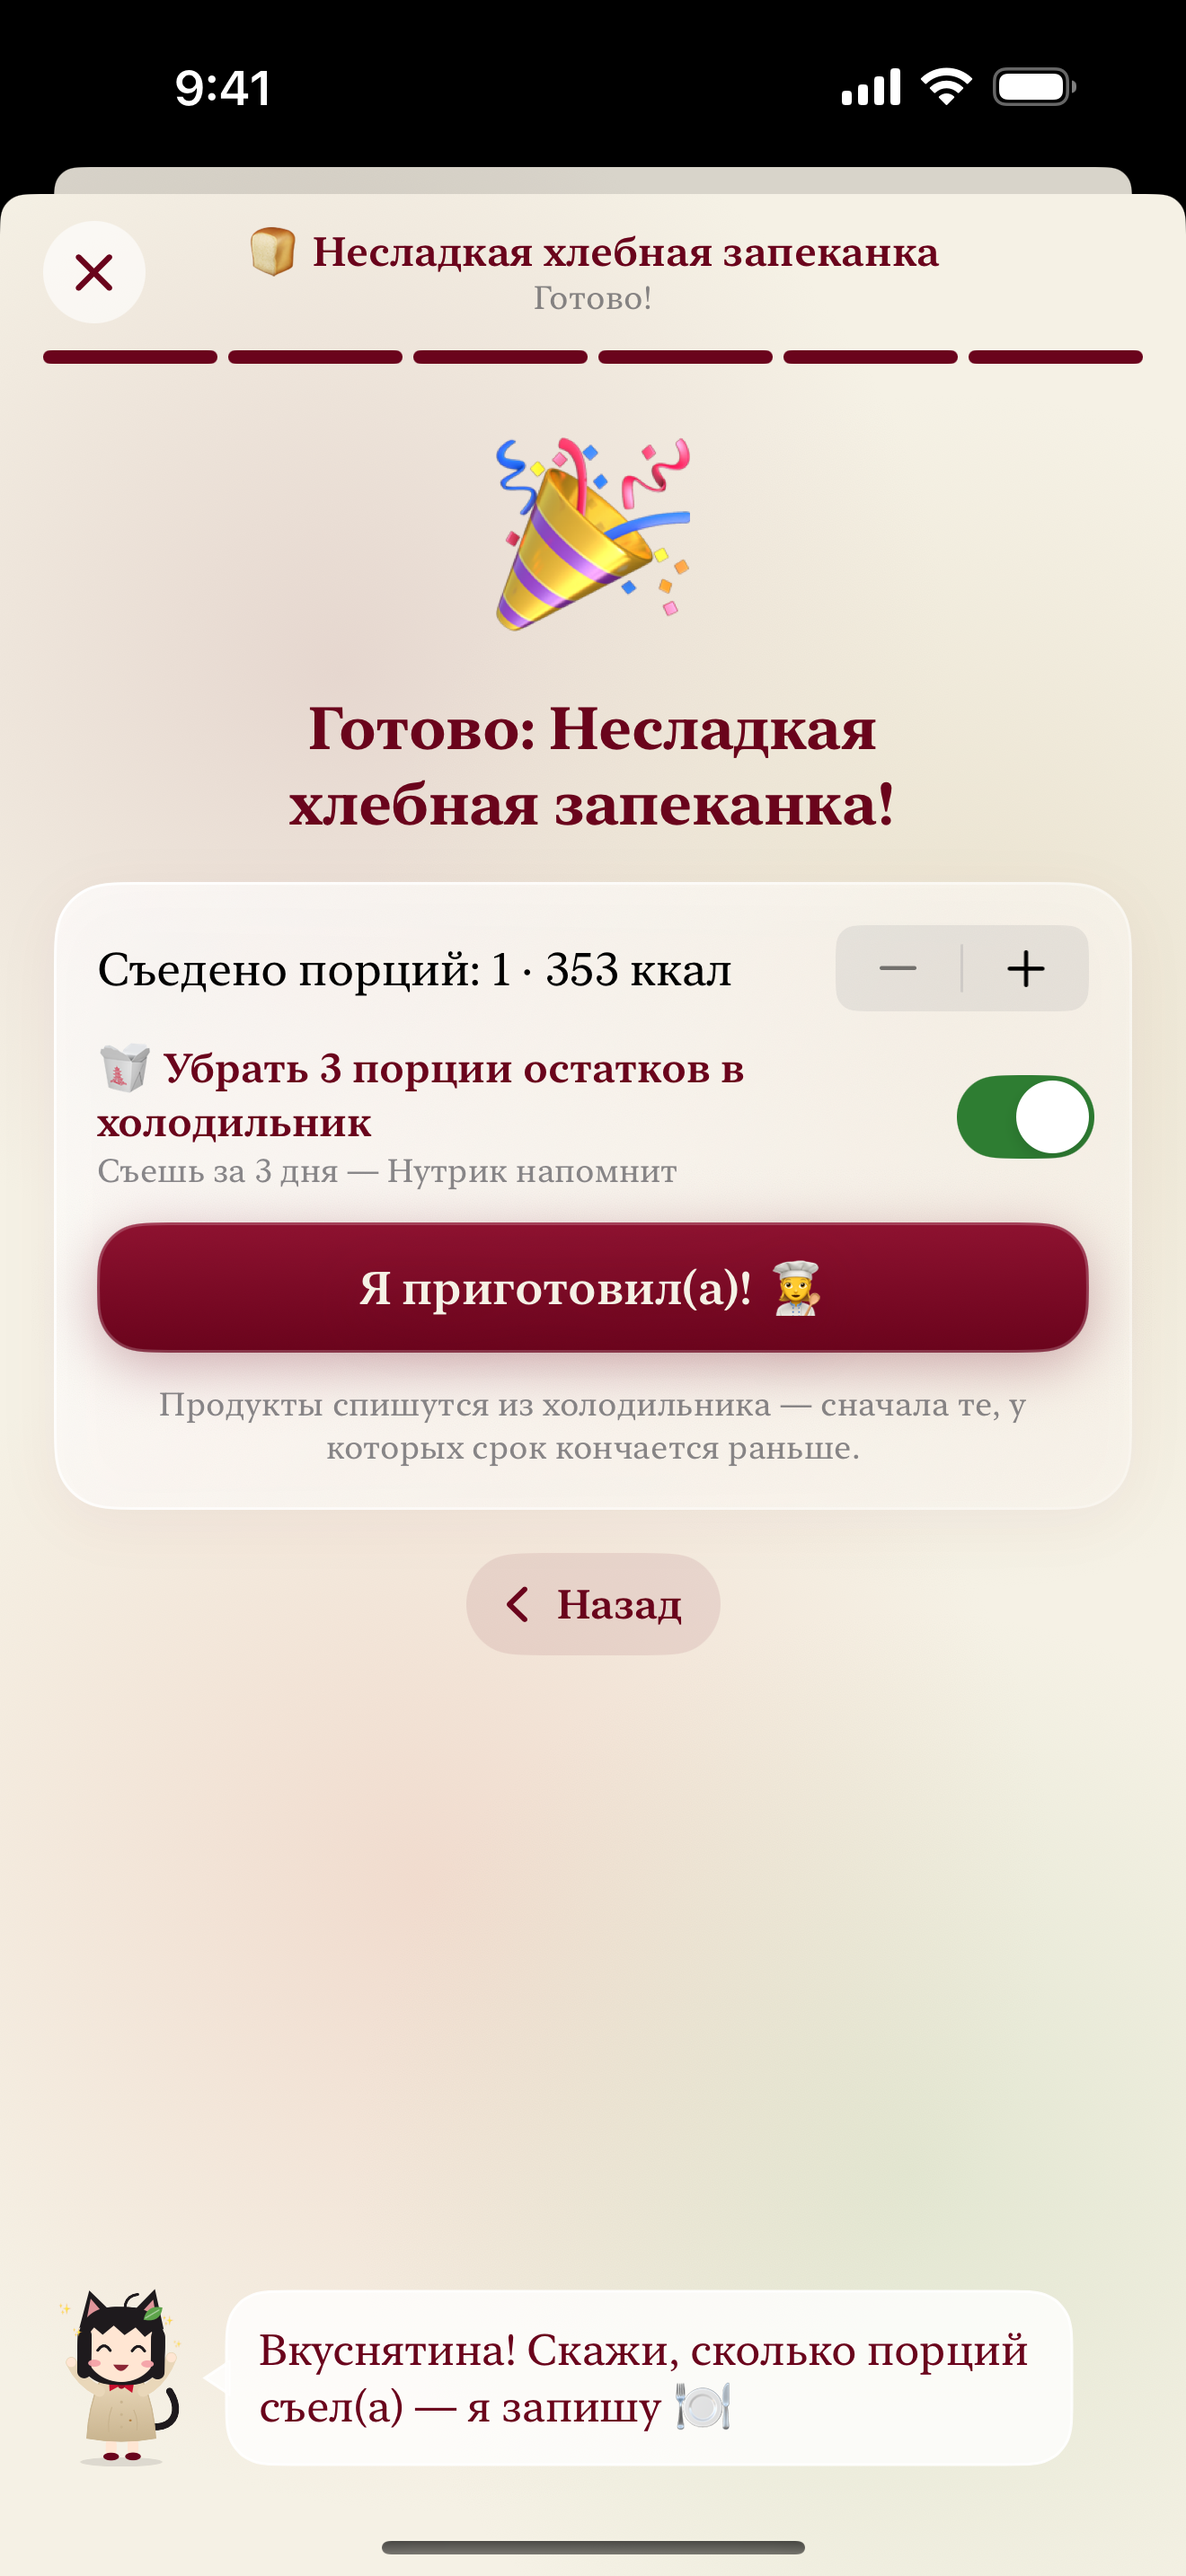 9:41
Несладкая хлебная запеканка
Готово!
Готово: Несладкая
хлебная запеканка!
Съедено порций: 1 · 353 ккал
Убрать 3 порции остатков в
холодильник
Съешь за 3 дня — Нутрик напомнит
Я приготовил(а)!
Продукты спишутся из холодильника — сначала те, у
которых срок кончается раньше.
Назад
Вкуснятина! Скажи, сколько порций
съел(а) — я запишу